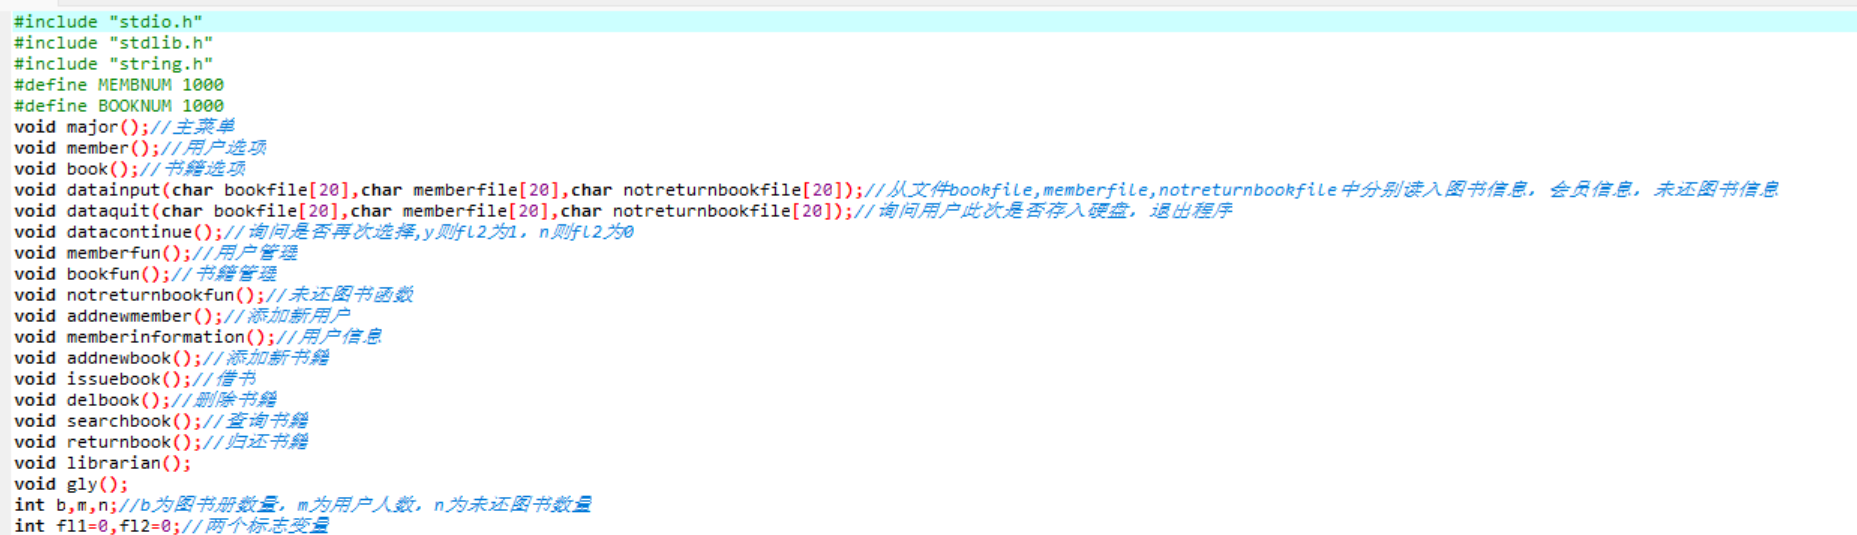 #include "stdio.h"
#include "stdlib.h"
#include "string.h"
#define MEMBNUM 1000
#define BOOKNUM 1000
void major();//主菜单
void member();//用户选项
void book();//书籍选项
void datainput(char bookfile[20],char memberfile[20],char notreturnbookfile[20]);//从文件bookfile,memberfile,notreturnbookfile中分别读入图书信息，会员信息，未还图书信息
void dataquit(char bookfile[20],char memberfile[20],char notreturnbookfile[20]);//询问用户此次是否存入硬盘，退出程序
void datacontinue();//询问是否再次选择,y则fl2为1，n则fl2为0
void memberfun();//用户管理
void bookfun();//书籍管理
void notreturnbookfun();//未还图书函数
void addnewmember();//添加新用户
void memberinformation();//用户信息
void addnewbook();//添加新书籍
void issuebook();//借书
void delbook();//删除书籍
void searchbook();//查询书籍
void returnbook();//归还书籍
void librarian();
void gly();
int b,m,n;//b为图书册数量，m为用户人数，n为未还图书数量
int fl1=0,fl2=0;//两个标志变量